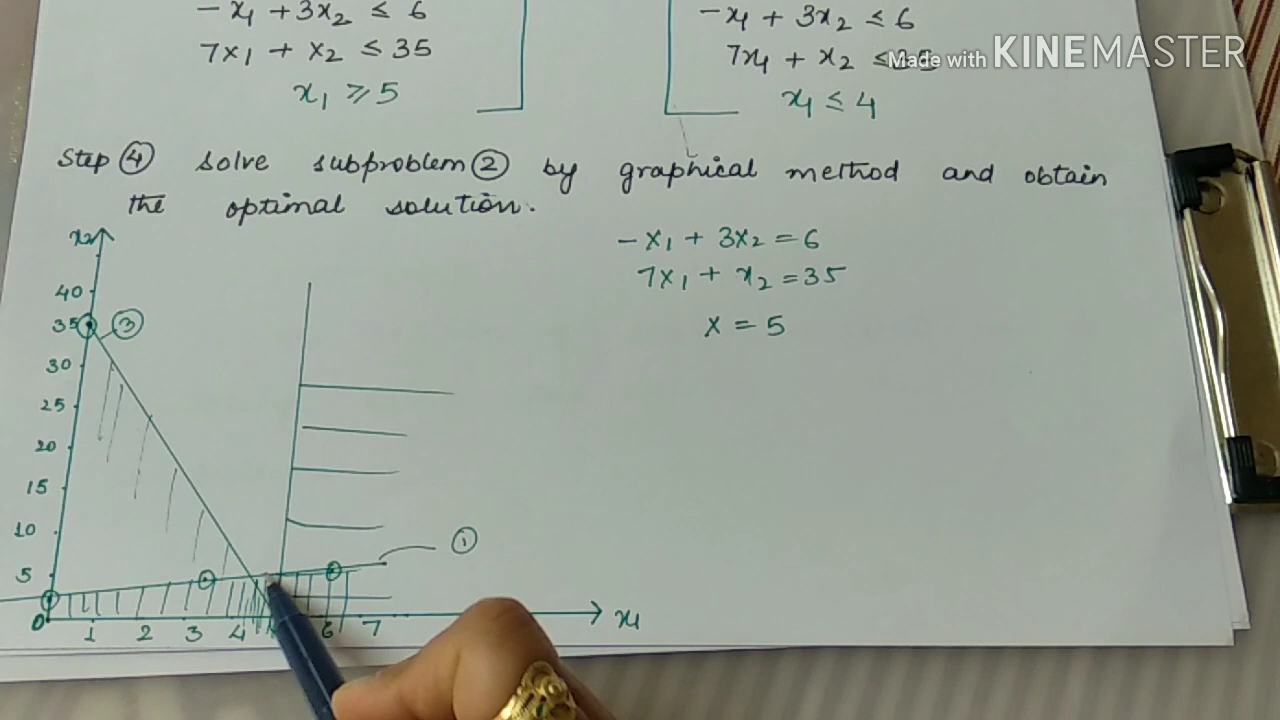 -x₁ + 3x₂ ≤ 6
7x₁ + x₂ ≤ 35
x₁ ≥ 5
-x₁ + 3x₂ ≤ 6
7x₁ + x₂ ≤
x₁ ≤ 4
Made with KINEMASTER
Step ④ solve subproblem ② by graphical method and obtain
the optimal solution.
-x₁ + 3x₂ = 6
7x₁ + x₂ = 35
x = 5
x₂
40
35 ③
30
25
20
15
10
①
5
0 1 2 3 4 6 7 x₁